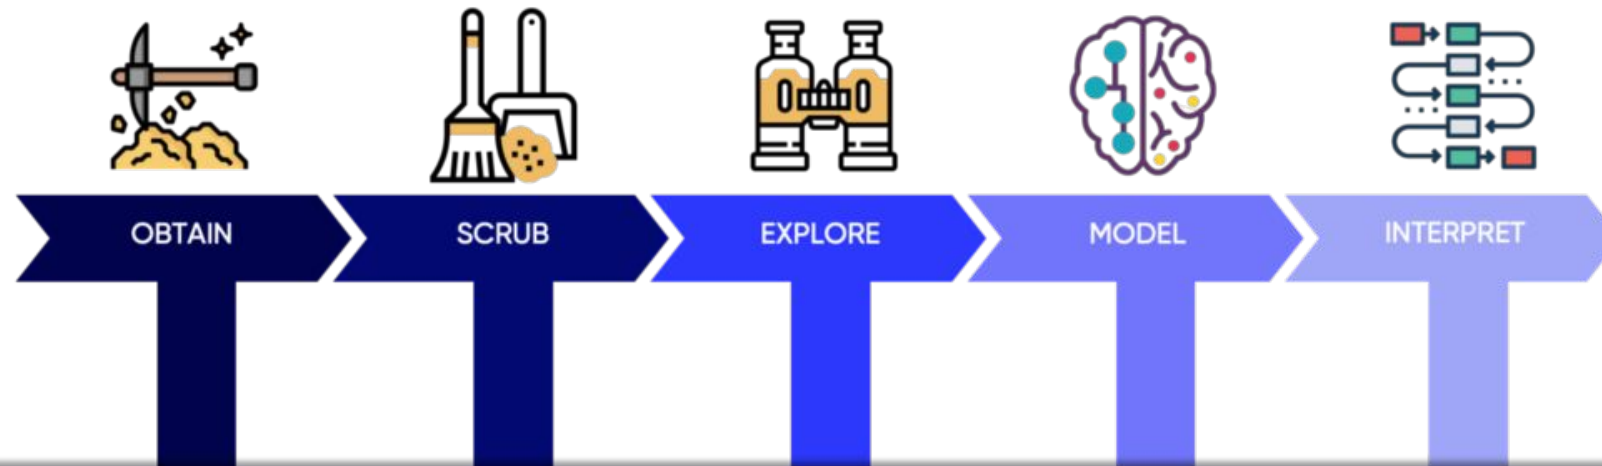 OBTAIN
SCRUB
EXPLORE
MODEL
INTERPRET